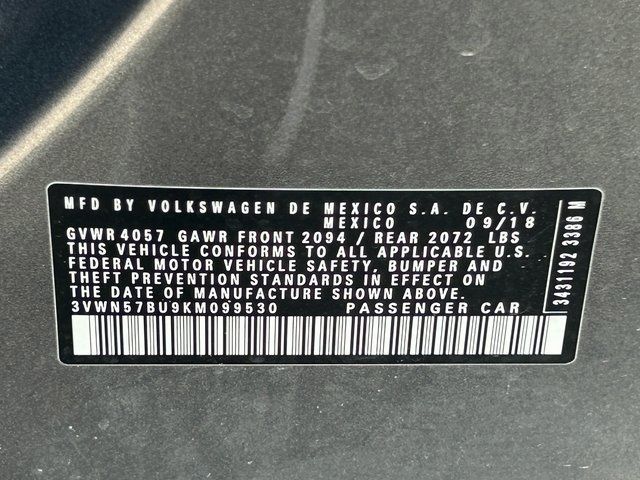 MFD BY VOLKSWAGEN DE MEXICO S.A. DE C.V.
MEXICO 09/18
GVWR 4057 GAWR FRONT 2094 / REAR 2072 LBS
THIS VEHICLE CONFORMS TO ALL APPLICABLE U.S.
FEDERAL MOTOR VEHICLE SAFETY, BUMPER AND
THEFT PREVENTION STANDARDS IN EFFECT ON
THE DATE OF MANUFACTURE SHOWN ABOVE.
3VWN57BU9KM099530 PASSENGER CAR
3431192 3386 M